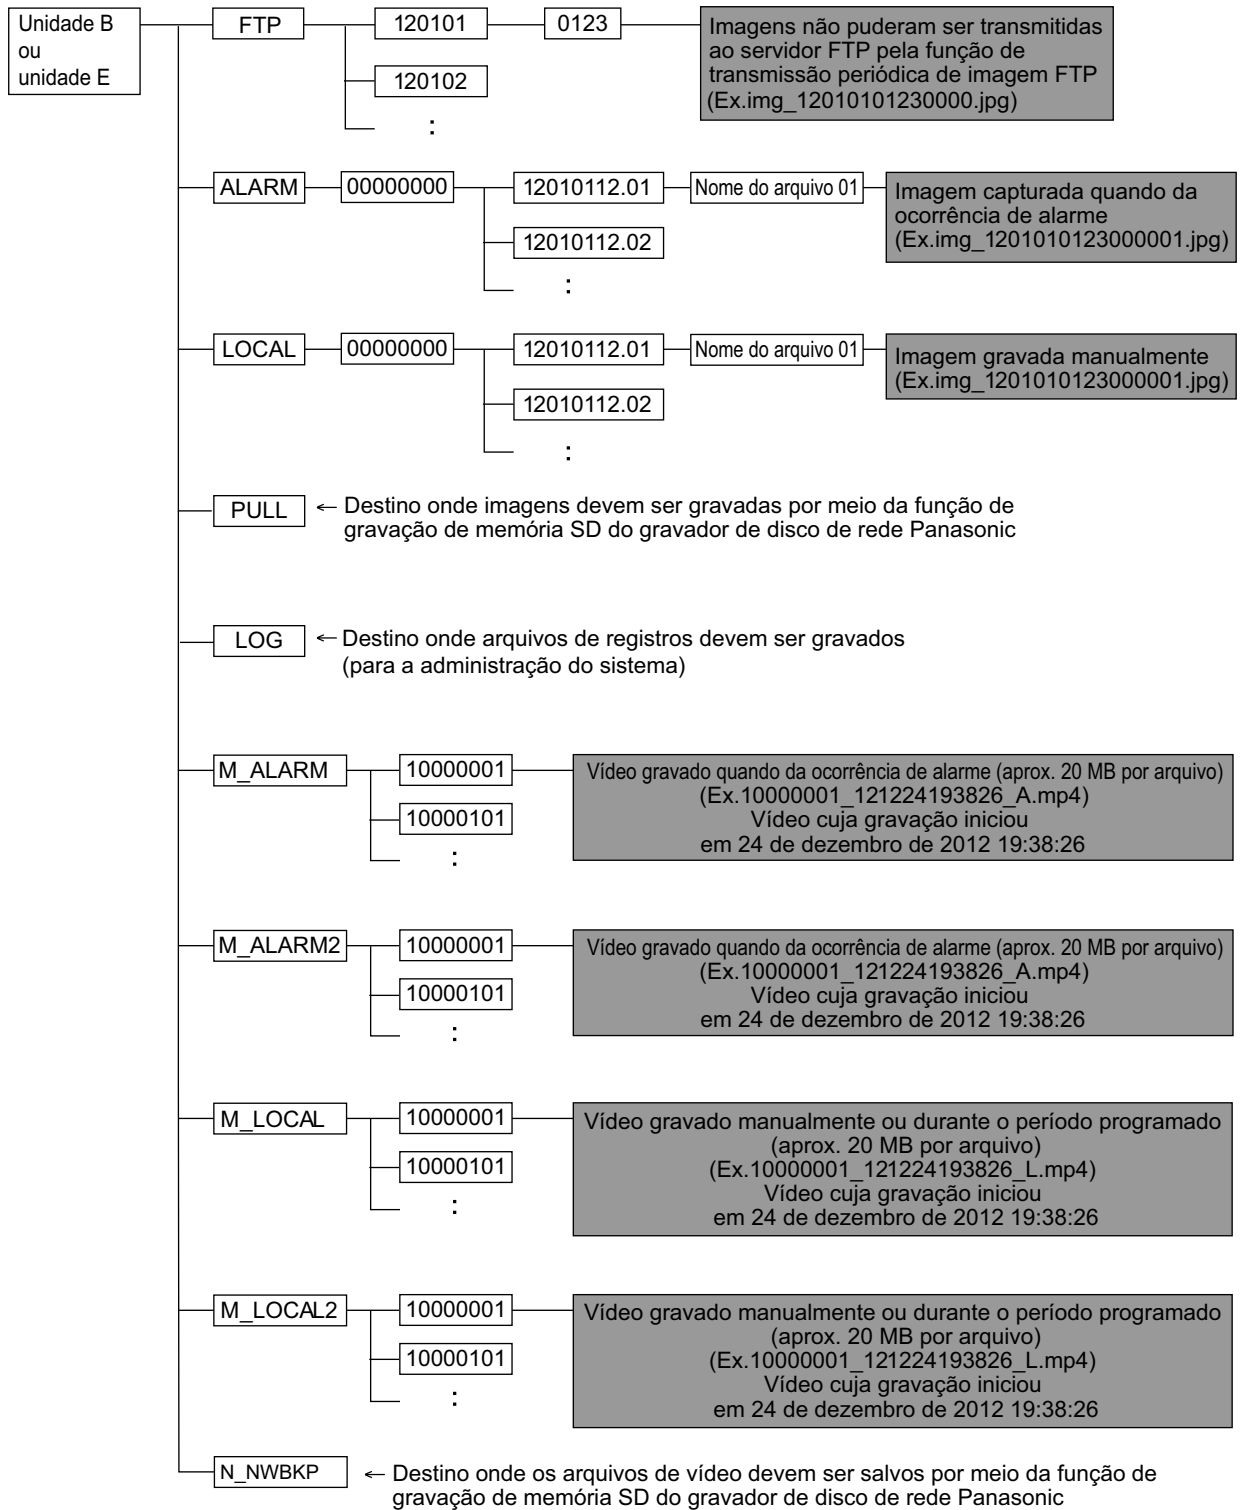 Unidade B
ou
unidade E
FTP
120101
0123
Imagens não puderam ser transmitidas
ao servidor FTP pela função de
transmissão periódica de imagem FTP
(Ex.img_12010101230000.jpg)
120102
:
ALARM
00000000
12010112.01
Nome do arquivo 01
Imagem capturada quando da
ocorrência de alarme
(Ex.img_1201010123000001.jpg)
12010112.02
:
LOCAL
00000000
12010112.01
Nome do arquivo 01
Imagem gravada manualmente
(Ex.img_1201010123000001.jpg)
12010112.02
:
PULL
← Destino onde imagens devem ser gravadas por meio da função de
gravação de memória SD do gravador de disco de rede Panasonic
LOG
← Destino onde arquivos de registros devem ser gravados
(para a administração do sistema)
M_ALARM
10000001
Vídeo gravado quando da ocorrência de alarme (aprox. 20 MB por arquivo)
(Ex.10000001_121224193826_A.mp4)
Vídeo cuja gravação iniciou
em 24 de dezembro de 2012 19:38:26
10000101
:
M_ALARM2
10000001
Vídeo gravado quando da ocorrência de alarme (aprox. 20 MB por arquivo)
(Ex.10000001_121224193826_A.mp4)
Vídeo cuja gravação iniciou
em 24 de dezembro de 2012 19:38:26
10000101
:
M_LOCAL
10000001
Vídeo gravado manualmente ou durante o período programado
(aprox. 20 MB por arquivo)
(Ex.10000001_121224193826_L.mp4)
Vídeo cuja gravação iniciou
em 24 de dezembro de 2012 19:38:26
10000101
:
M_LOCAL2
10000001
Vídeo gravado manualmente ou durante o período programado
(aprox. 20 MB por arquivo)
(Ex.10000001_121224193826_L.mp4)
Vídeo cuja gravação iniciou
em 24 de dezembro de 2012 19:38:26
10000101
:
N_NWBKP
← Destino onde os arquivos de vídeo devem ser salvos por meio da função de
gravação de memória SD do gravador de disco de rede Panasonic